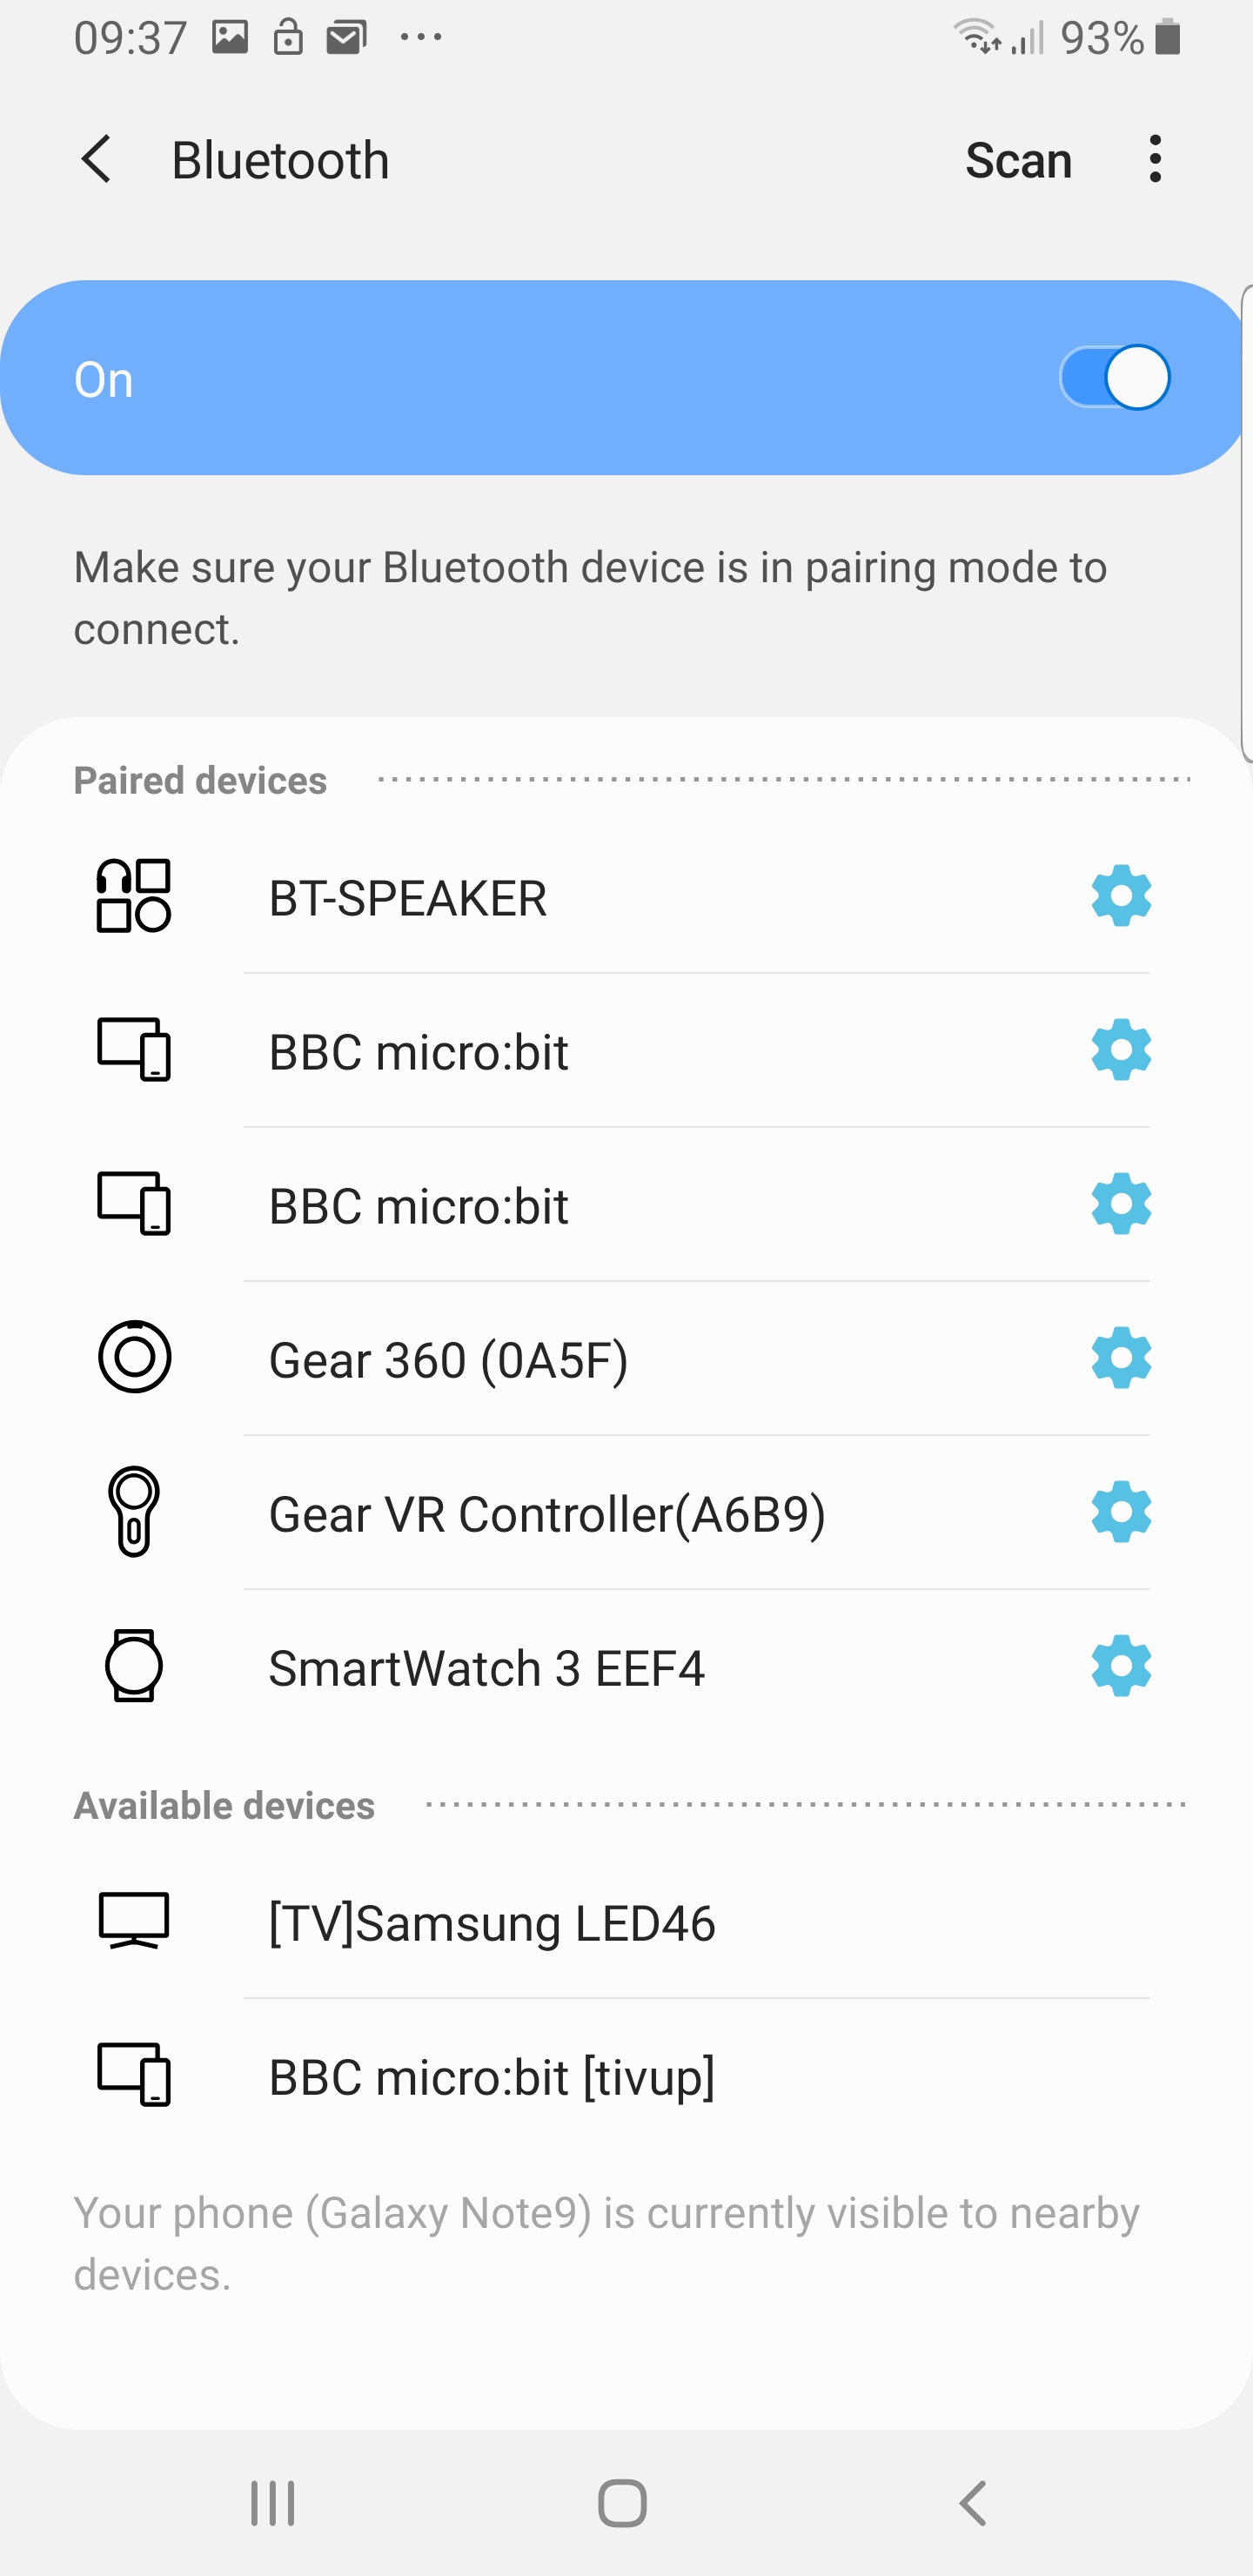 09:37 93%
Bluetooth Scan
On
Make sure your Bluetooth device is in pairing mode to
connect.
Paired devices
BT-SPEAKER
BBC micro:bit
BBC micro:bit
Gear 360 (0A5F)
Gear VR Controller(A6B9)
SmartWatch 3 EEF4
Available devices
[TV]Samsung LED46
BBC micro:bit [tivup]
Your phone (Galaxy Note9) is currently visible to nearby
devices.